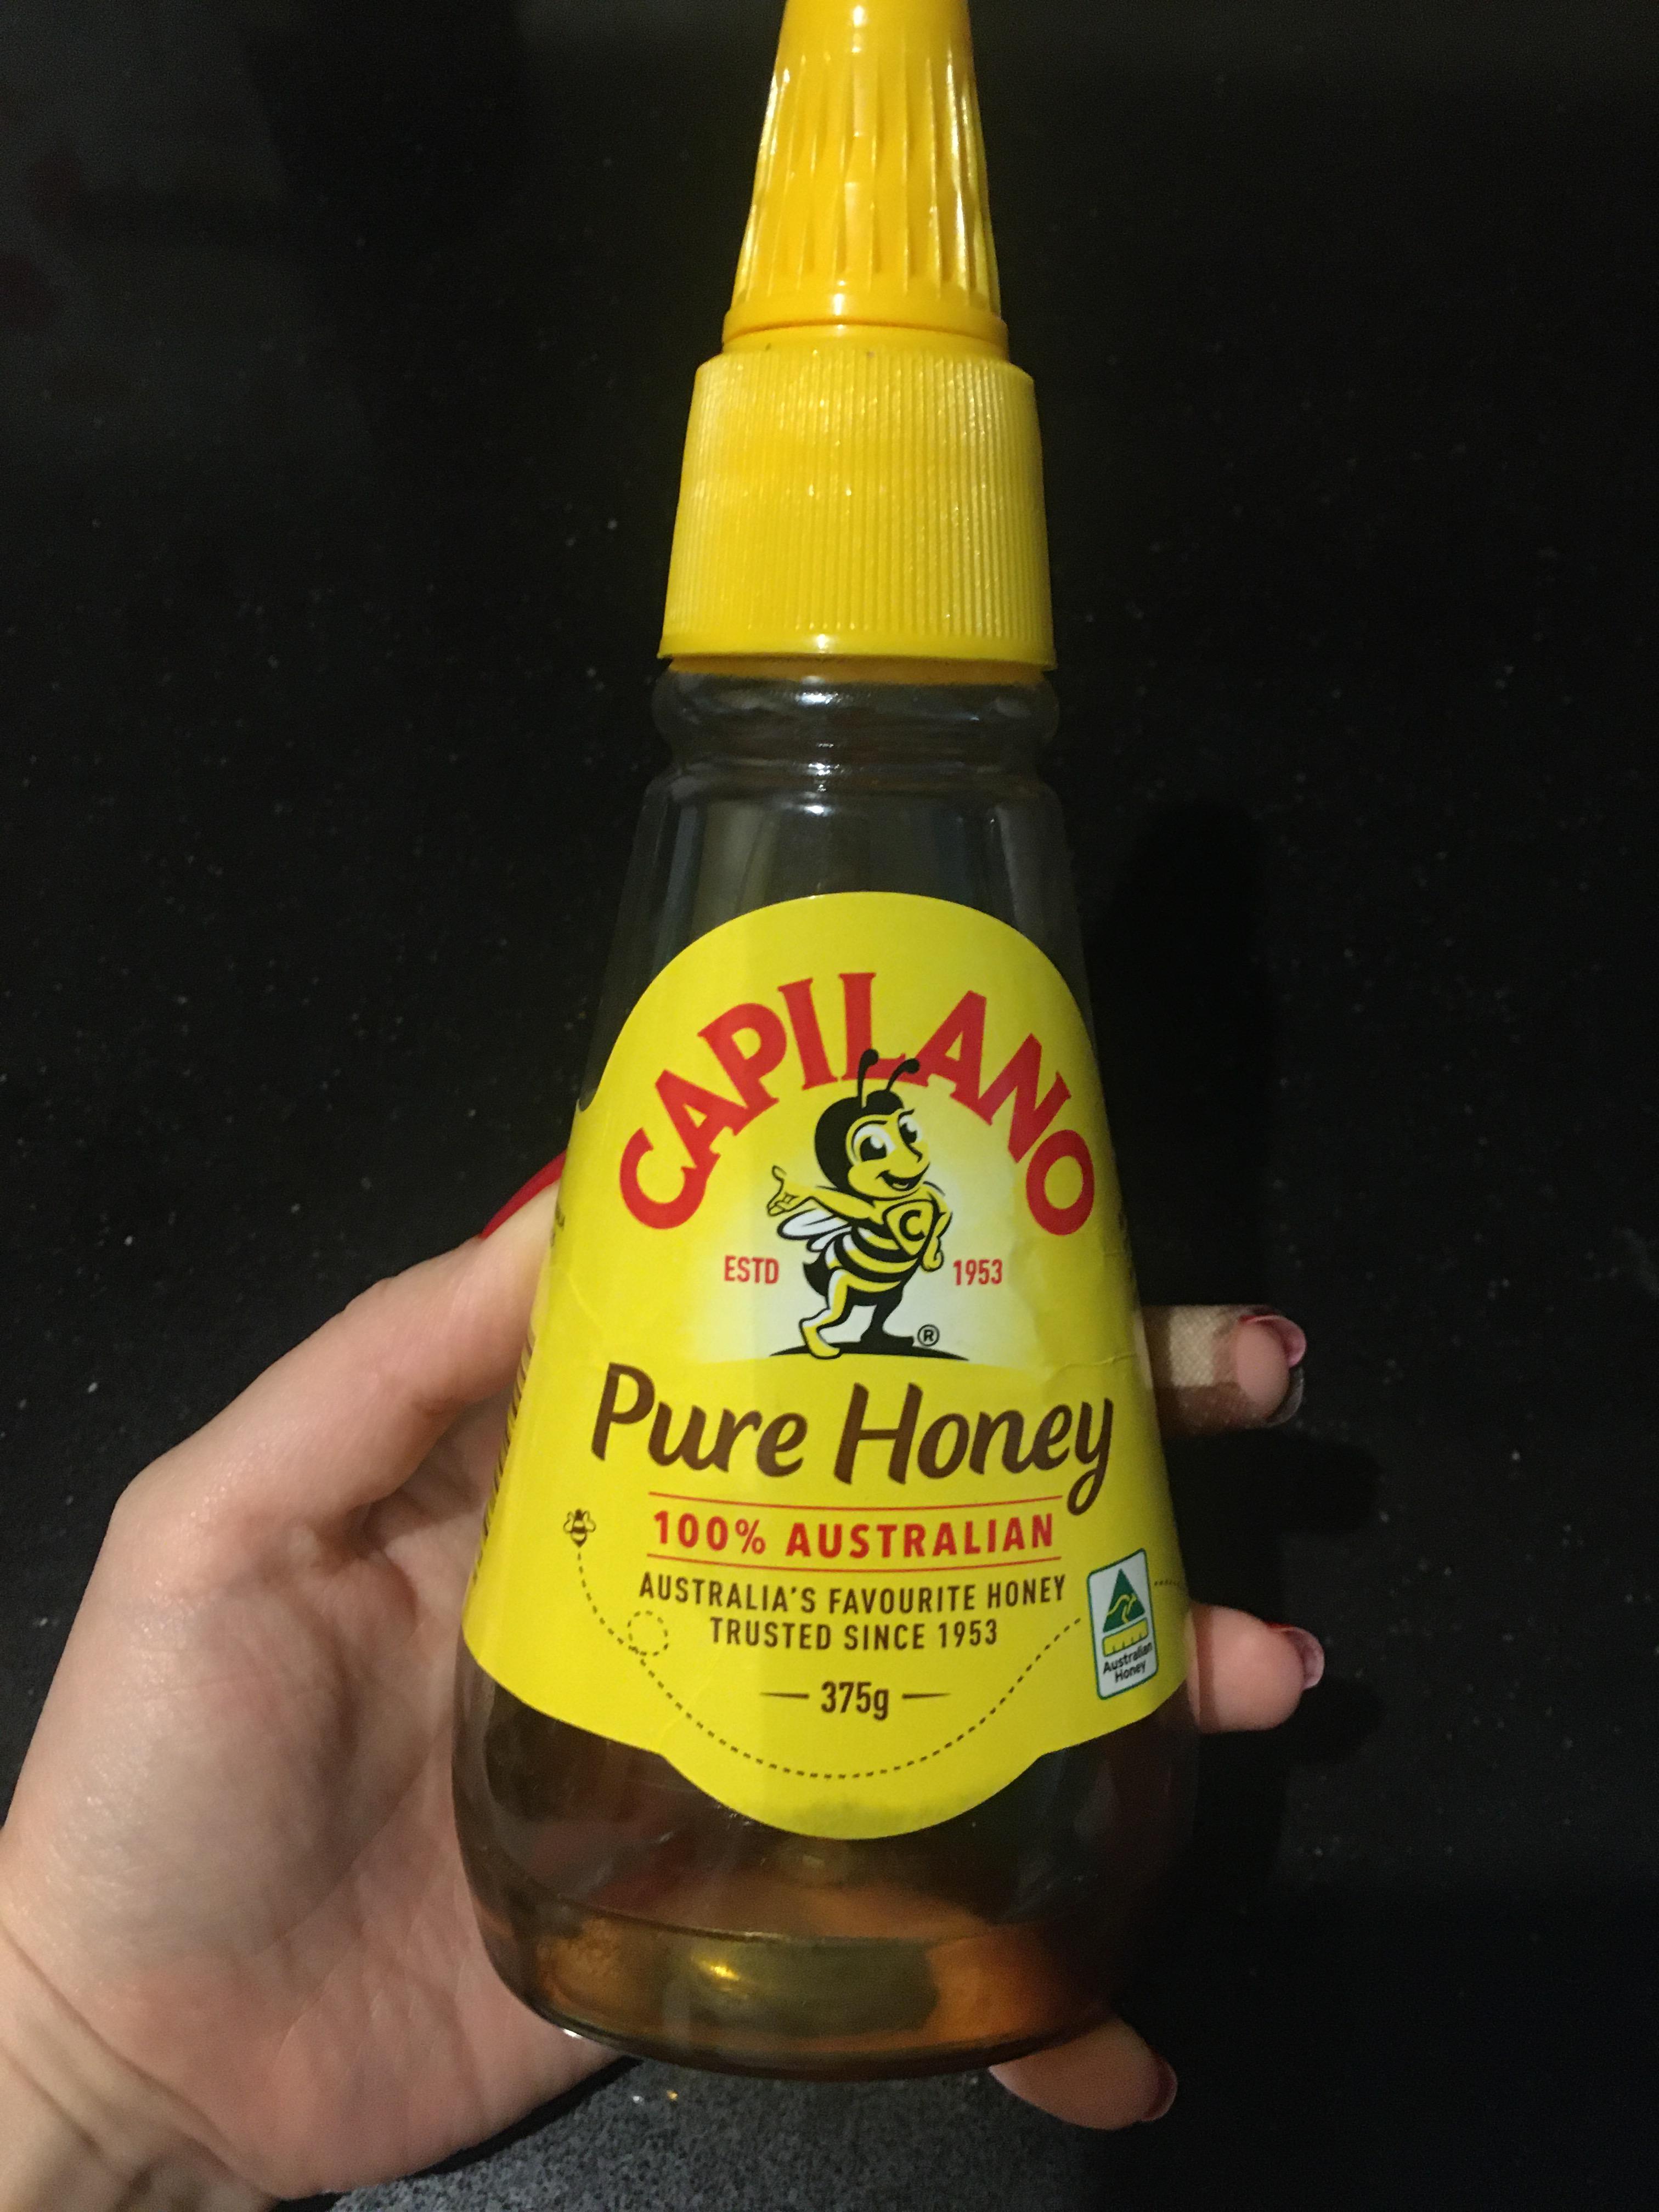 CAPILANO
C
ESTD 1953
®
Pure Honey
100% AUSTRALIAN
AUSTRALIA'S FAVOURITE HONEY
TRUSTED SINCE 1953
375g
Australian
Honey